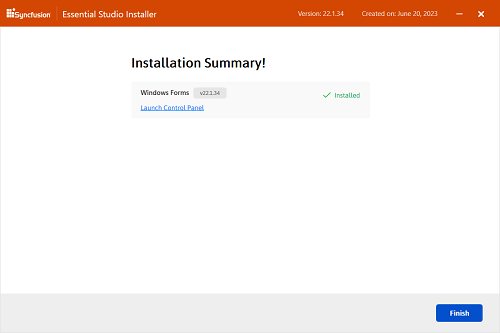 Syncfusion Essential Studio Installer Version: 22.1.34 Created on: June 20, 2023
Installation Summary!
Windows Forms v22.1.34 Installed
Launch Control Panel
Finish